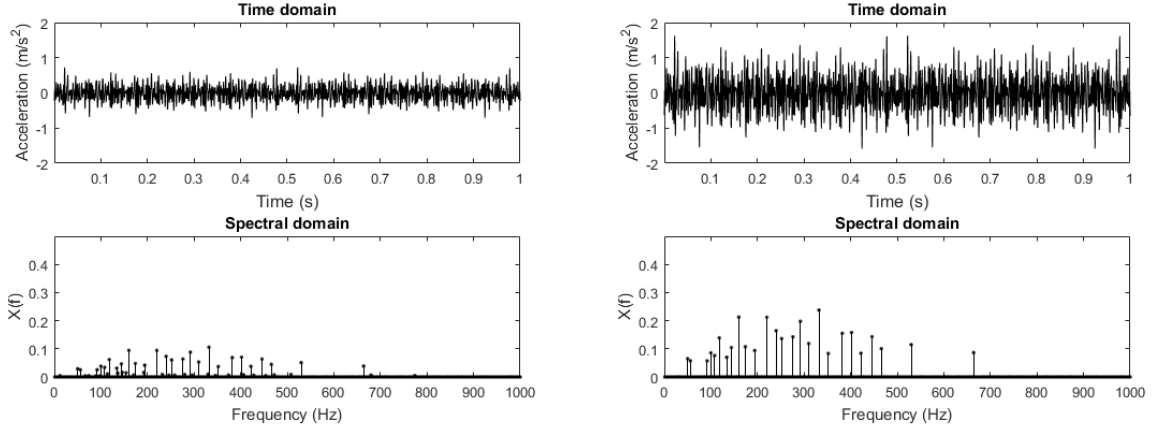 Time domain
Acceleration (m/s²)
2
1
0
-1
-2
0.1 0.2 0.3 0.4 0.5 0.6 0.7 0.8 0.9 1
Time (s)
Spectral domain
X(f)
0.4
0.3
0.2
0.1
0
0 100 200 300 400 500 600 700 800 900 1000
Frequency (Hz)
Time domain
Acceleration (m/s²)
2
1
0
-1
-2
0.1 0.2 0.3 0.4 0.5 0.6 0.7 0.8 0.9 1
Time (s)
Spectral domain
X(f)
0.4
0.3
0.2
0.1
0
0 100 200 300 400 500 600 700 800 900 1000
Frequency (Hz)